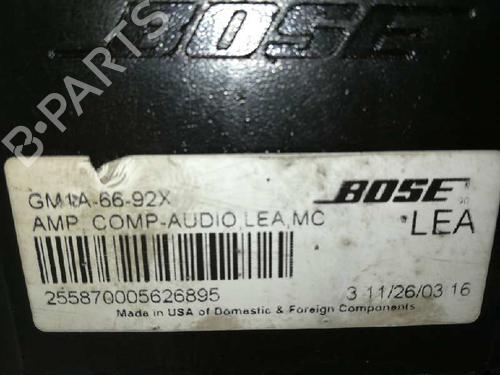 BOSE
B-PARTS
GM1A-66-92X
BOSE
AMP, COMP-AUDIO,LEA,MC
LEA
255870005626895
3 11/26/03 16
Made in USA of Domestic & Foreign Components